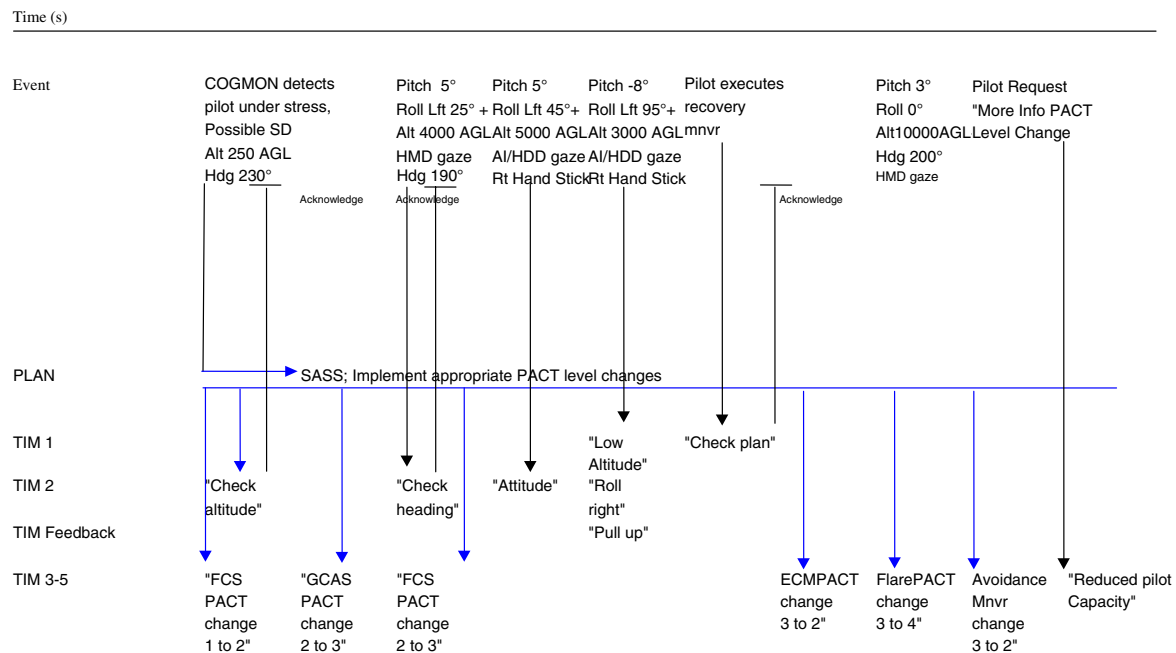 Time (s)
Event
COGMON detects
pilot under stress,
Possible SD
Alt 250 AGL
Hdg 230°
Acknowledge
Pitch 5°
Roll Lft 25° +
Alt 4000 AGL
HMD gaze
Hdg 190°
Acknowledge
Pitch 5°
Roll Lft 45°+
Alt 5000 AGL
AI/HDD gaze
Rt Hand Stick
Pitch -8°
Roll Lft 95°+
Alt 3000 AGL
AI/HDD gaze
Rt Hand Stick
Pilot executes
recovery
mnvr
Acknowledge
Pitch 3°
Roll 0°
Alt10000AGL
Hdg 200°
HMD gaze
Pilot Request
"More Info PACT
Level Change
PLAN
SASS; Implement appropriate PACT level changes
TIM 1
"Low
Altitude"
"Check plan"
TIM 2
"Check
altitude"
"Check
heading"
"Attitude"
"Roll
right"
TIM Feedback
"Pull up"
TIM 3-5
"FCS
PACT
change
1 to 2"
"GCAS
PACT
change
2 to 3"
"FCS
PACT
change
2 to 3"
ECMPACT
change
3 to 2"
FlarePACT
change
3 to 4"
Avoidance
Mnvr
change
3 to 2"
"Reduced pilot
Capacity"